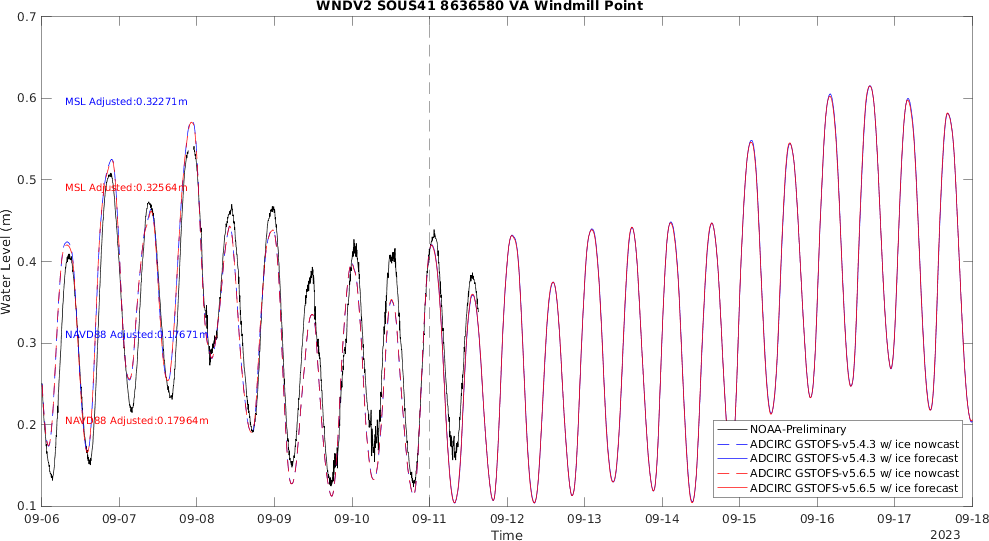 WNDV2 SOUS41 8636580 VA Windmill Point
0.7
0.6
0.5
0.4
0.3
0.2
0.1
Water Level (m)
MSL Adjusted:0.32271m
MSL Adjusted:0.32564m
NAVD88 Adjusted:0.17671m
NAVD88 Adjusted:0.17964m
NOAA-Preliminary
ADCIRC GSTOFS-v5.4.3 w/ ice nowcast
ADCIRC GSTOFS-v5.4.3 w/ ice forecast
ADCIRC GSTOFS-v5.6.5 w/ ice nowcast
ADCIRC GSTOFS-v5.6.5 w/ ice forecast
09-06 09-07 09-08 09-09 09-10 09-11 09-12 09-13 09-14 09-15 09-16 09-17 09-18
Time
2023